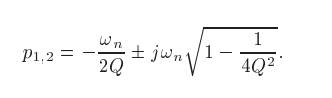 $p_{1,2} = -\frac{\omega_n}{2Q} \pm j\omega_n \sqrt{1 - \frac{1}{4Q^2}}.$